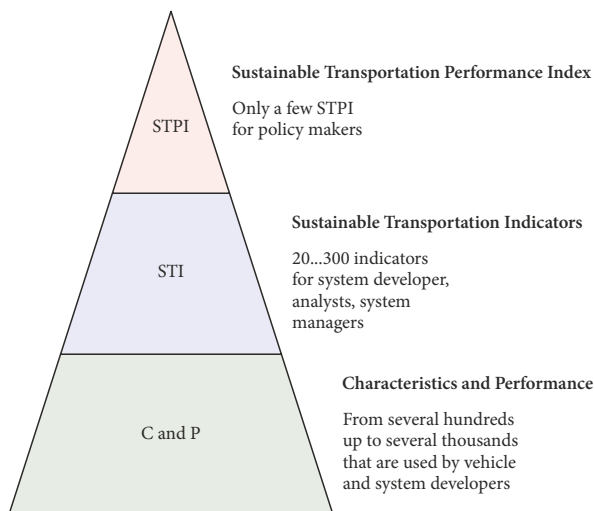 Sustainable Transportation Performance Index
Only a few STPI
for policy makers
STPI
Sustainable Transportation Indicators
20...300 indicators
for system developer,
analysts, system
managers
STI
Characteristics and Performance
From several hundreds
up to several thousands
that are used by vehicle
and system developers
C and P